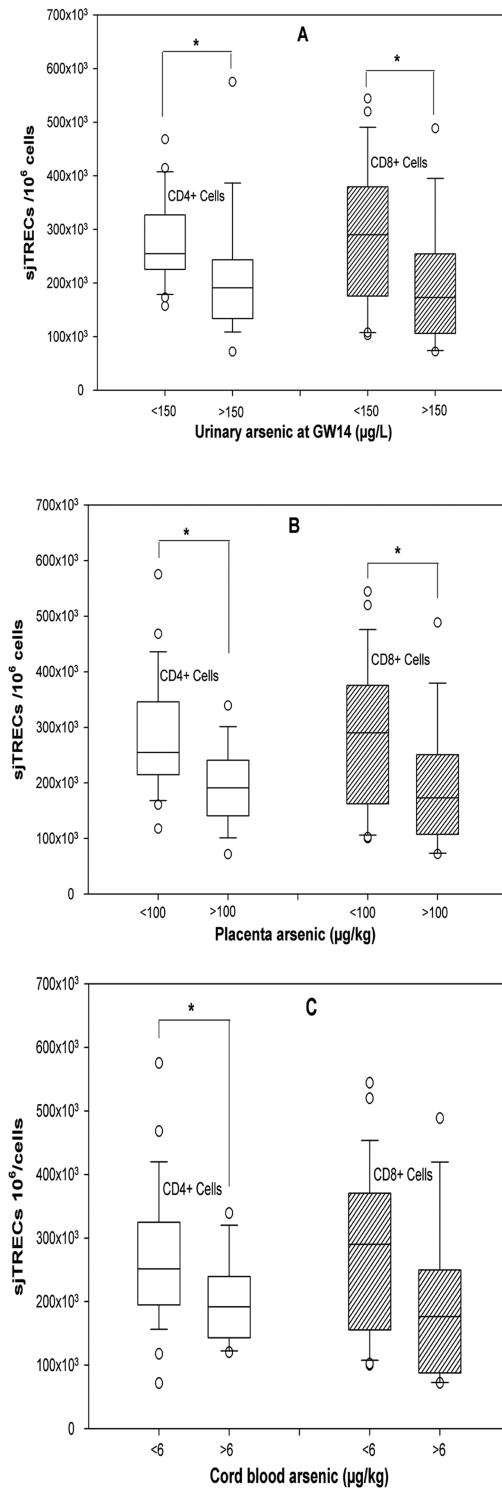 A
700x10³
600x10³
500x10³
400x10³
300x10³
200x10³
100x10³
0
sjTRECs /10⁶ cells
*
*
CD4+ Cells
CD8+ Cells
<150
>150
<150
>150
Urinary arsenic at GW14 (µg/L)
B
700x10³
600x10³
500x10³
400x10³
300x10³
200x10³
100x10³
0
sjTRECs /10⁶ cells
*
*
CD4+ Cells
CD8+ Cells
<100
>100
<100
>100
Placenta arsenic (µg/kg)
C
700x10³
600x10³
500x10³
400x10³
300x10³
200x10³
100x10³
0
sjTRECs 10⁶/cells
*
CD4+ Cells
CD8+ Cells
<6
>6
<6
>6
Cord blood arsenic (µg/kg)